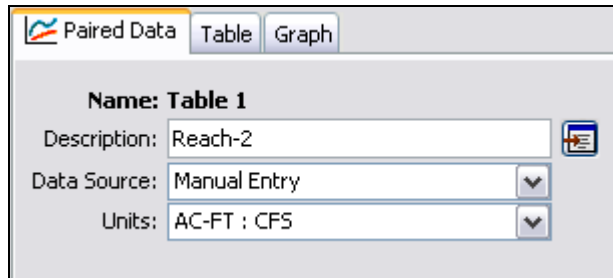 Paired Data Table Graph
Name: Table 1
Description: Reach-2
Data Source: Manual Entry
Units: AC-FT : CFS